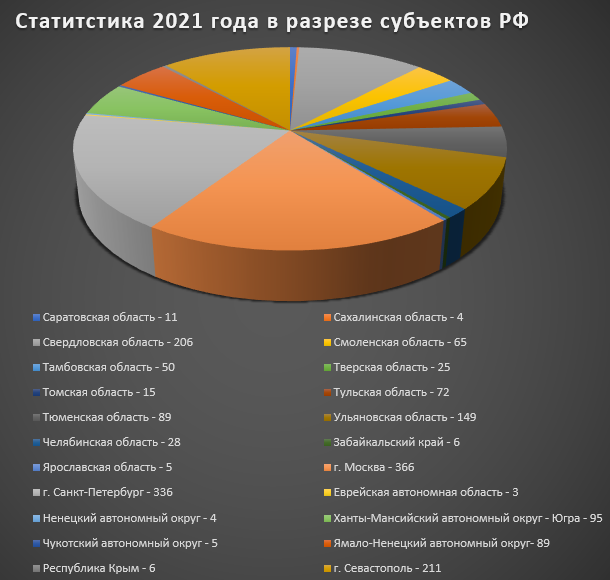 Статитстика 2021 года в разрезе субъектов РФ
Саратовская область - 11
Сахалинская область - 4
Свердловская область - 206
Смоленская область - 65
Тамбовская область - 50
Тверская область - 25
Томская область - 15
Тульская область - 72
Тюменская область - 89
Ульяновская область - 149
Челябинская область - 28
Забайкальский край - 6
Ярославская область - 5
г. Москва - 366
г. Санкт-Петербург - 336
Еврейская автономная область - 3
Ненецкий автономный округ - 4
Ханты-Мансийский автономный округ - Югра - 95
Чукотский автономный округ - 5
Ямало-Ненецкий автономный округ- 89
Республика Крым - 6
г. Севастополь - 211